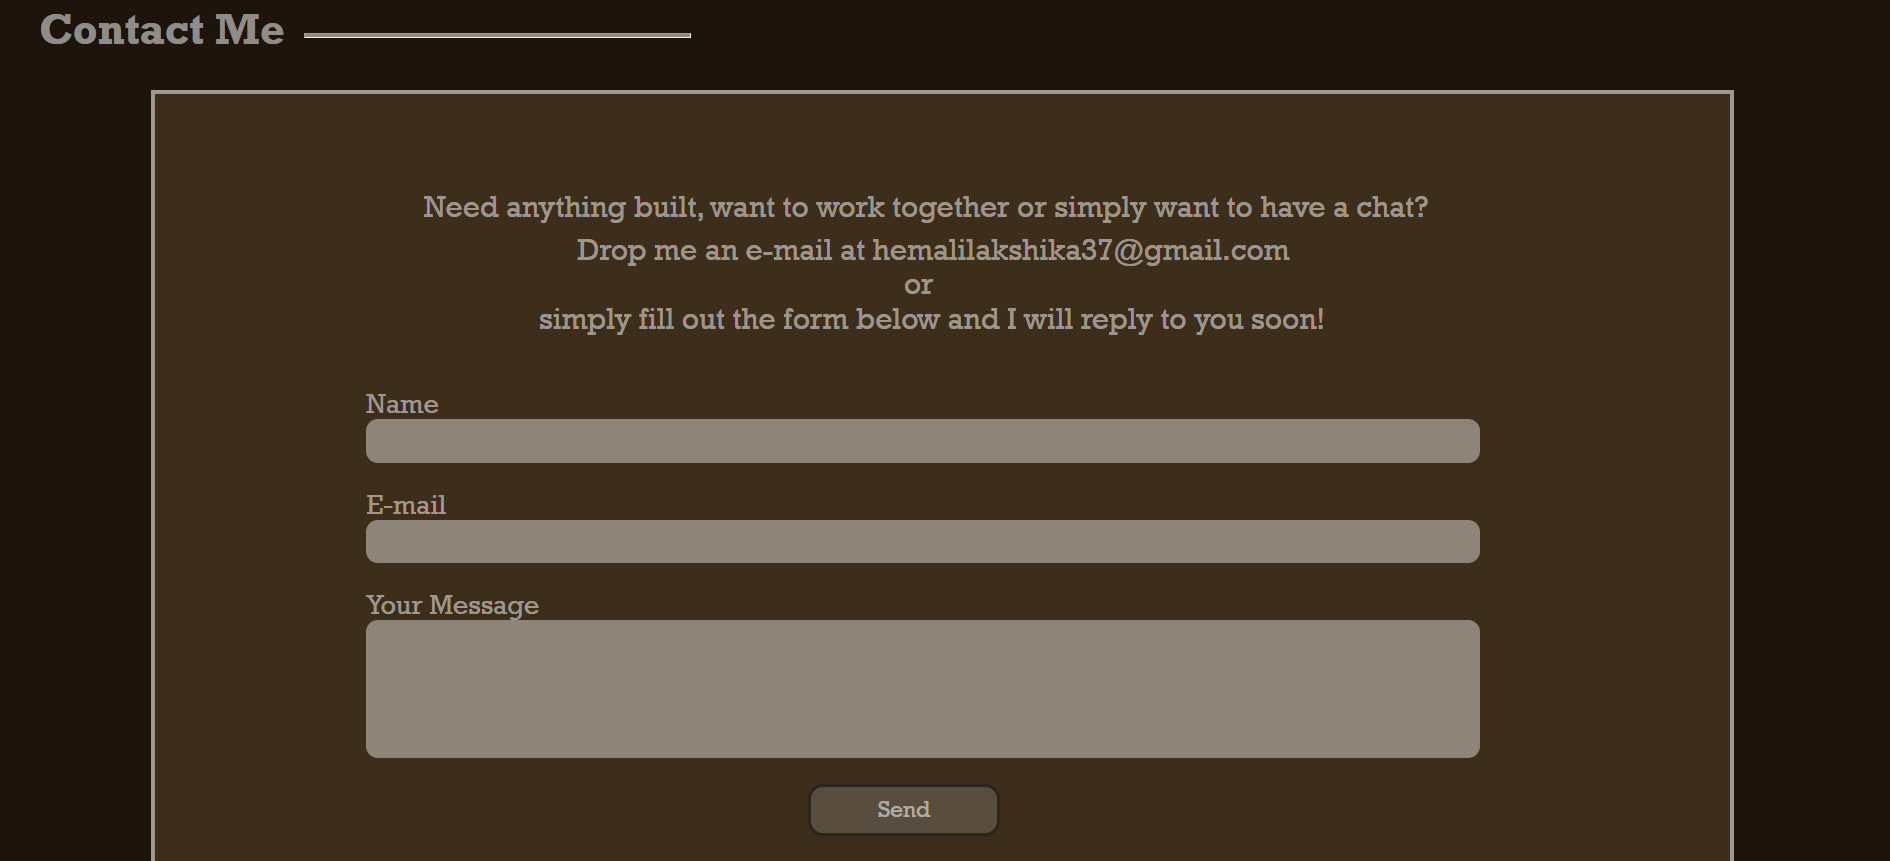 Contact Me
Need anything built, want to work together or simply want to have a chat?
Drop me an e-mail at hemalilakshika37@gmail.com
or
simply fill out the form below and I will reply to you soon!
Name
E-mail
Your Message
Send